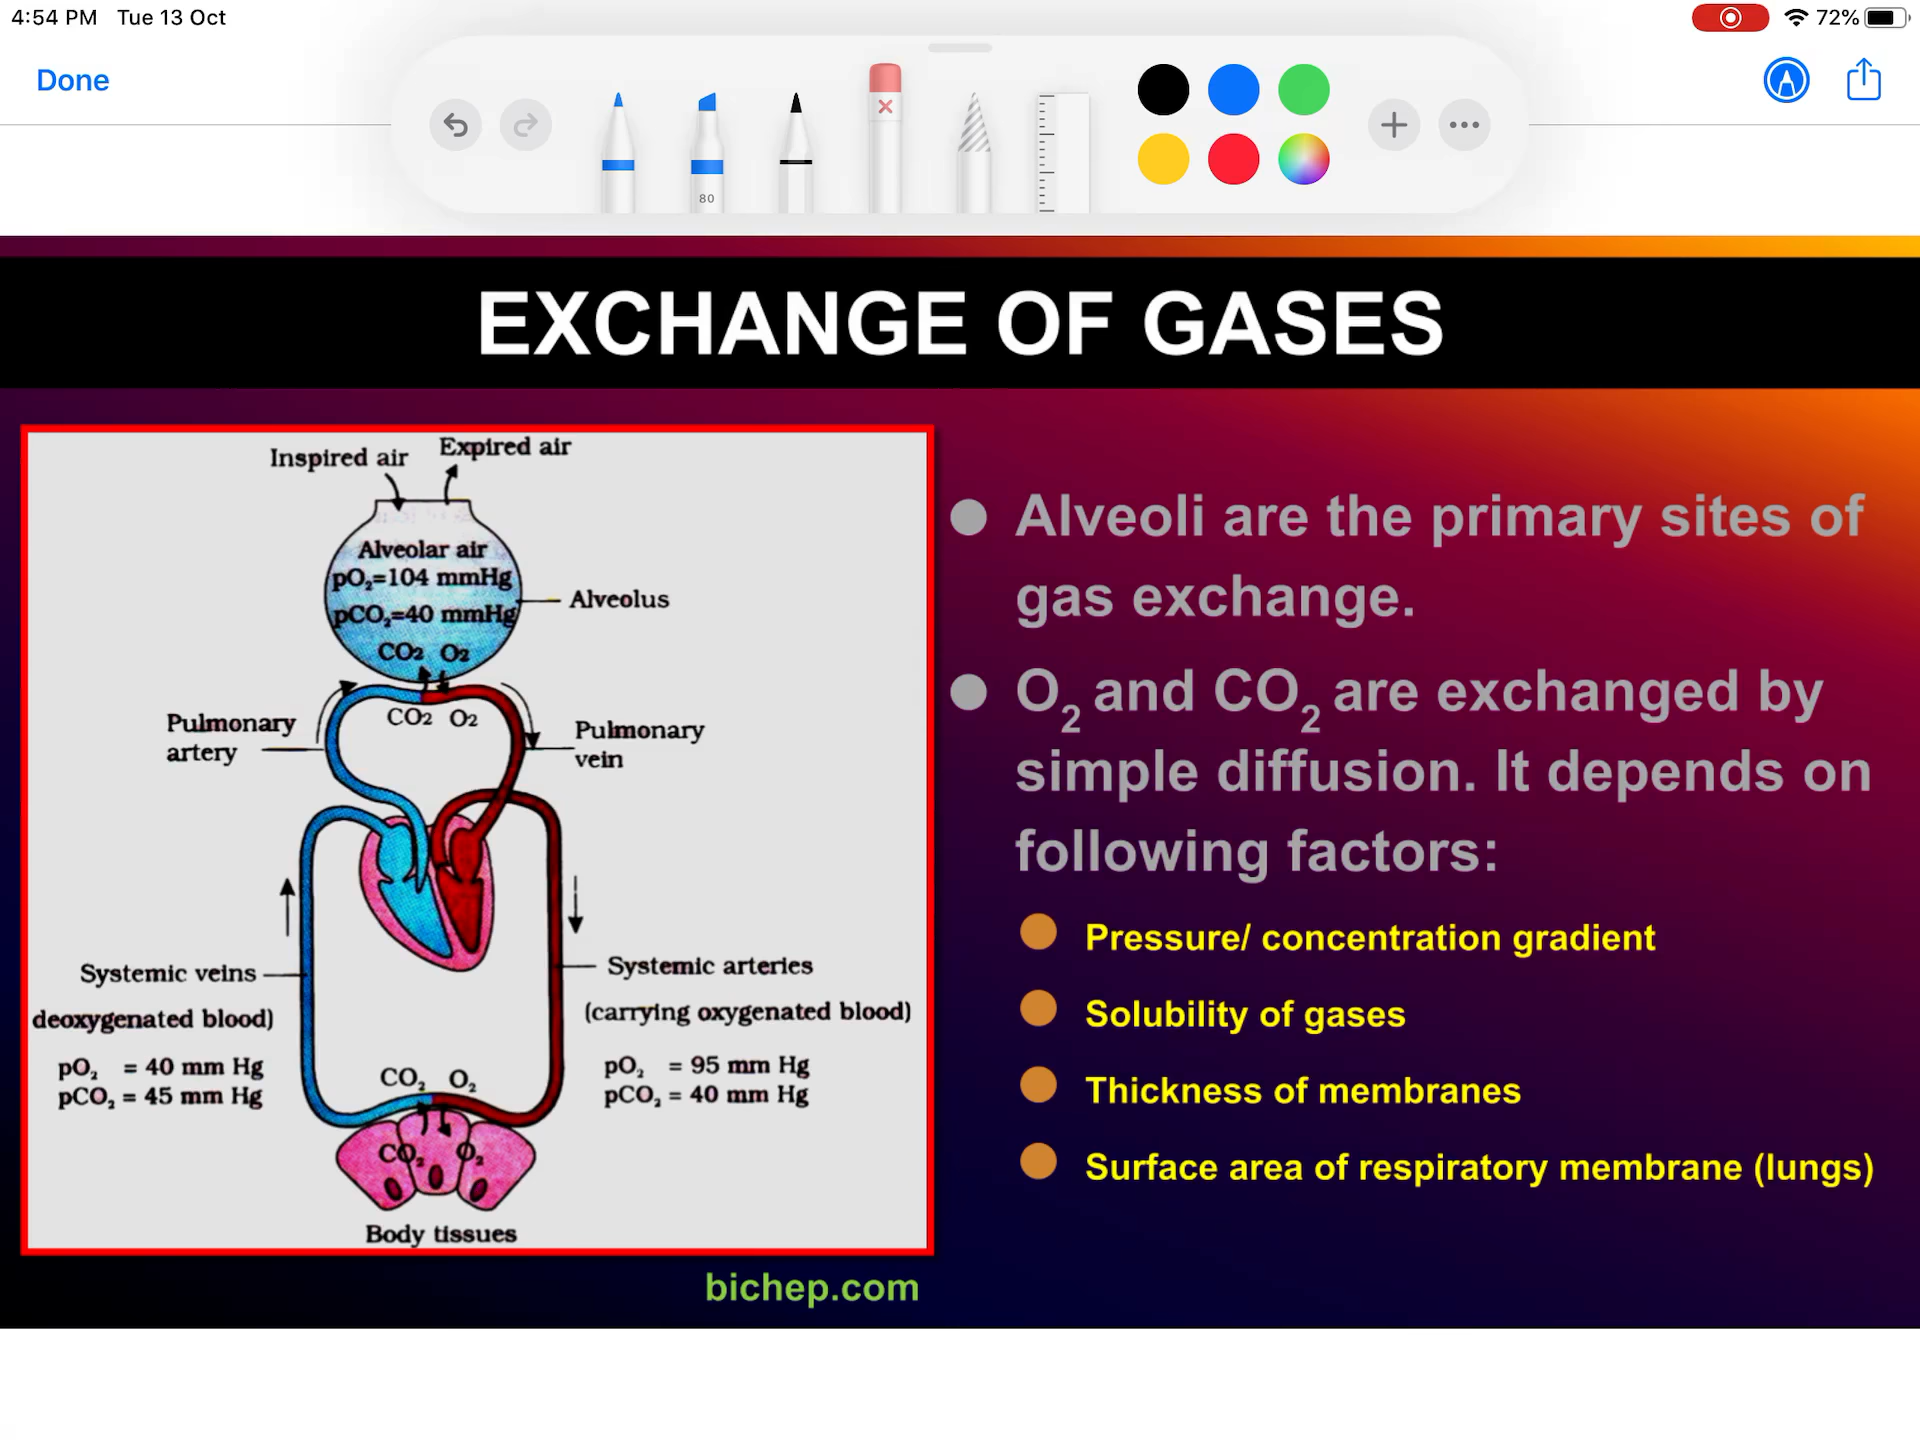 4:54 PM Tue 13 Oct
72%
Done
80
EXCHANGE OF GASES
Inspired air
Expired air
Alveolar air
pO₂=104 mmHg
pCO₂=40 mmHg
Alveolus
CO2 O2
CO2 O2
Pulmonary
artery
Pulmonary
vein
Systemic veins
deoxygenated blood)
pO₂ = 40 mm Hg
pCO₂ = 45 mm Hg
Systemic arteries
(carrying oxygenated blood)
pO₂ = 95 mm Hg
pCO₂ = 40 mm Hg
CO₂ O₂
CO₂ O₂
Body tissues
Alveoli are the primary sites of
gas exchange.
O₂ and CO₂ are exchanged by
simple diffusion. It depends on
following factors:
Pressure/ concentration gradient
Solubility of gases
Thickness of membranes
Surface area of respiratory membrane (lungs)
bichep.com